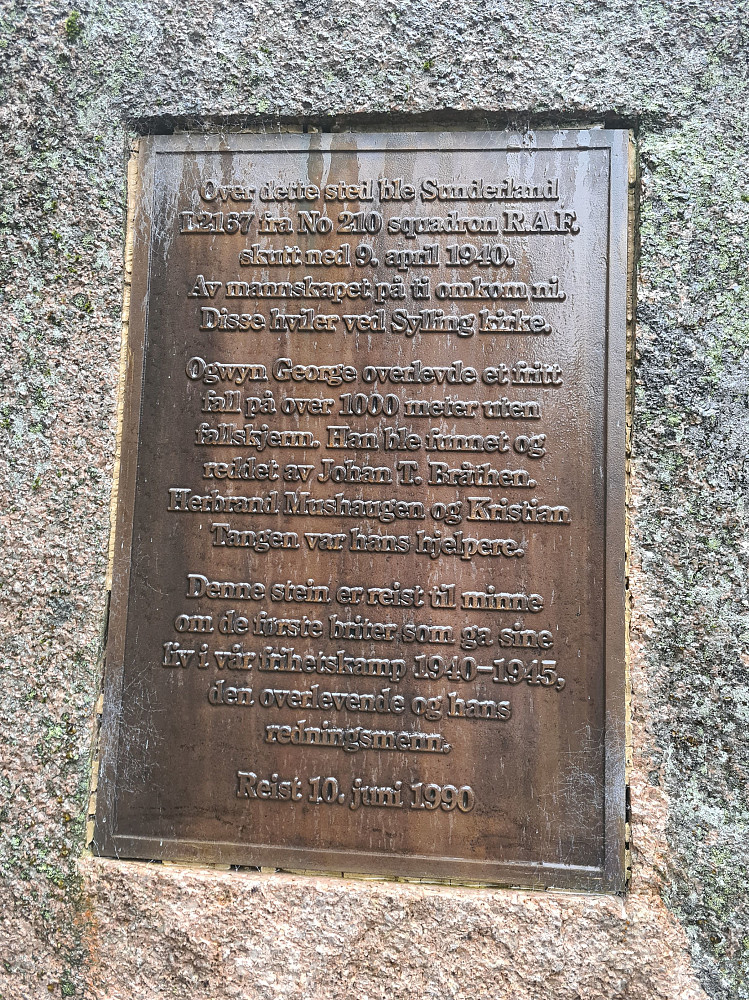 Over dette sted ble Sunderland
L2167 fra No 210 squadron R.A.F.
skutt ned 9. april 1940.
Av mannskapet på ti omkom ni.
Disse hviler ved Sylling kirke.
Ogwyn George overlevde et fritt
fall på over 1000 meter uten
fallskjerm. Han ble funnet og
reddet av Johan T. Bråthen.
Herbrand Mushaugen og Kristian
Tangen var hans hjelpere.
Denne stein er reist til minne
om de første briter som ga sine
liv i vår frihetskamp 1940-1945,
den overlevende og hans
redningsmenn.
Reist 10. juni 1990